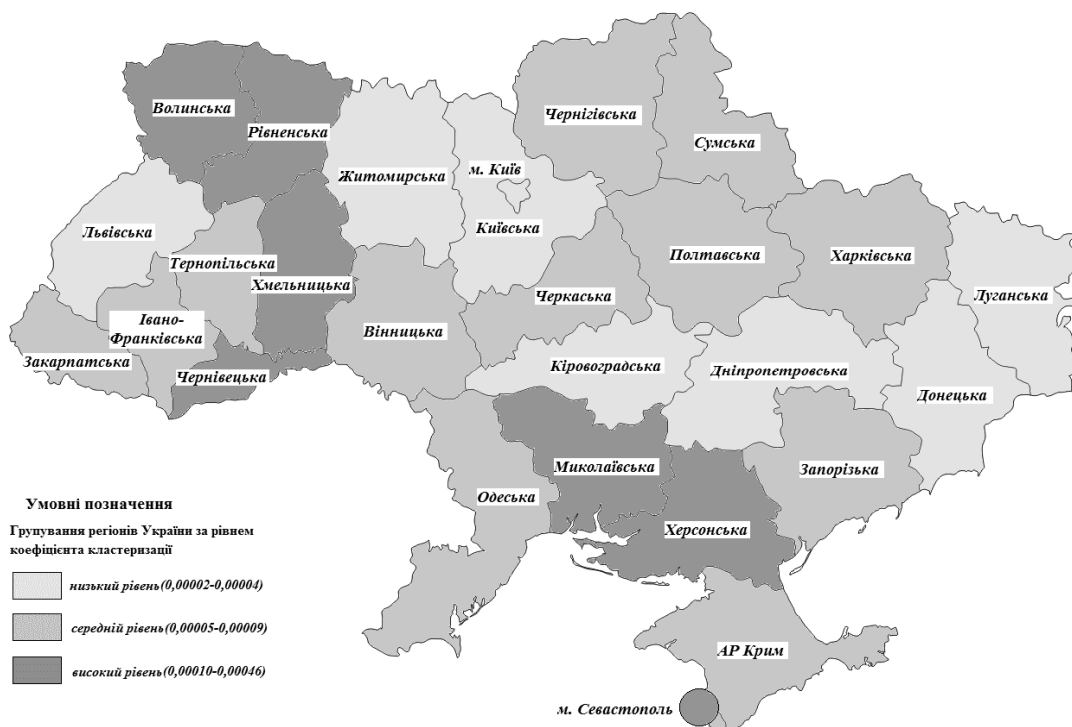 Волинська
Рівненська
Чернігівська
Сумська
Житомирська
м. Київ
Київська
Львівська
Тернопільська
Хмельницька
Полтавська
Харківська
Луганська
Черкаська
Вінницька
Івано-
Франківська
Закарпатська
Чернівецька
Кіровоградська
Дніпропетровська
Донецька
Миколаївська
Запорізька
Одеська
Херсонська
АР Крим
м. Севастополь
Умовні позначення
Групування регіонів України за рівнем
коефіцієнта кластеризації
низький рівень(0,00002-0,00004)
середній рівень(0,00005-0,00009)
високий рівень(0,00010-0,00046)